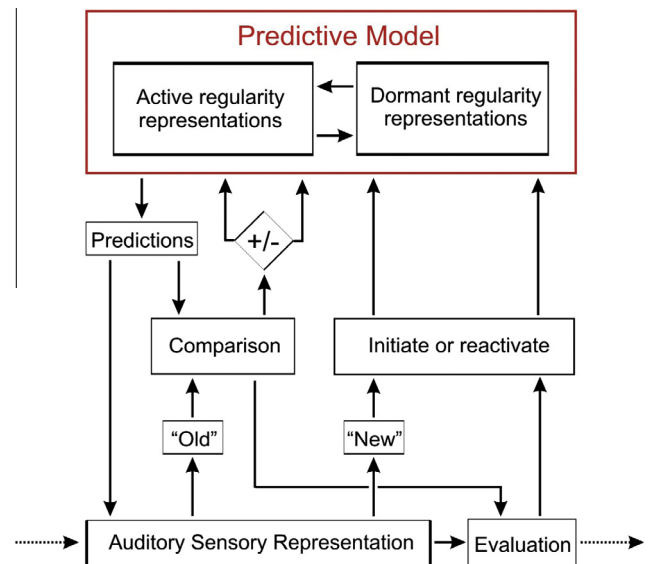 Predictive Model
Active regularity
representations
Dormant regularity
representations
Predictions
+/-
Comparison
Initiate or reactivate
“Old”
“New”
Auditory Sensory Representation
Evaluation